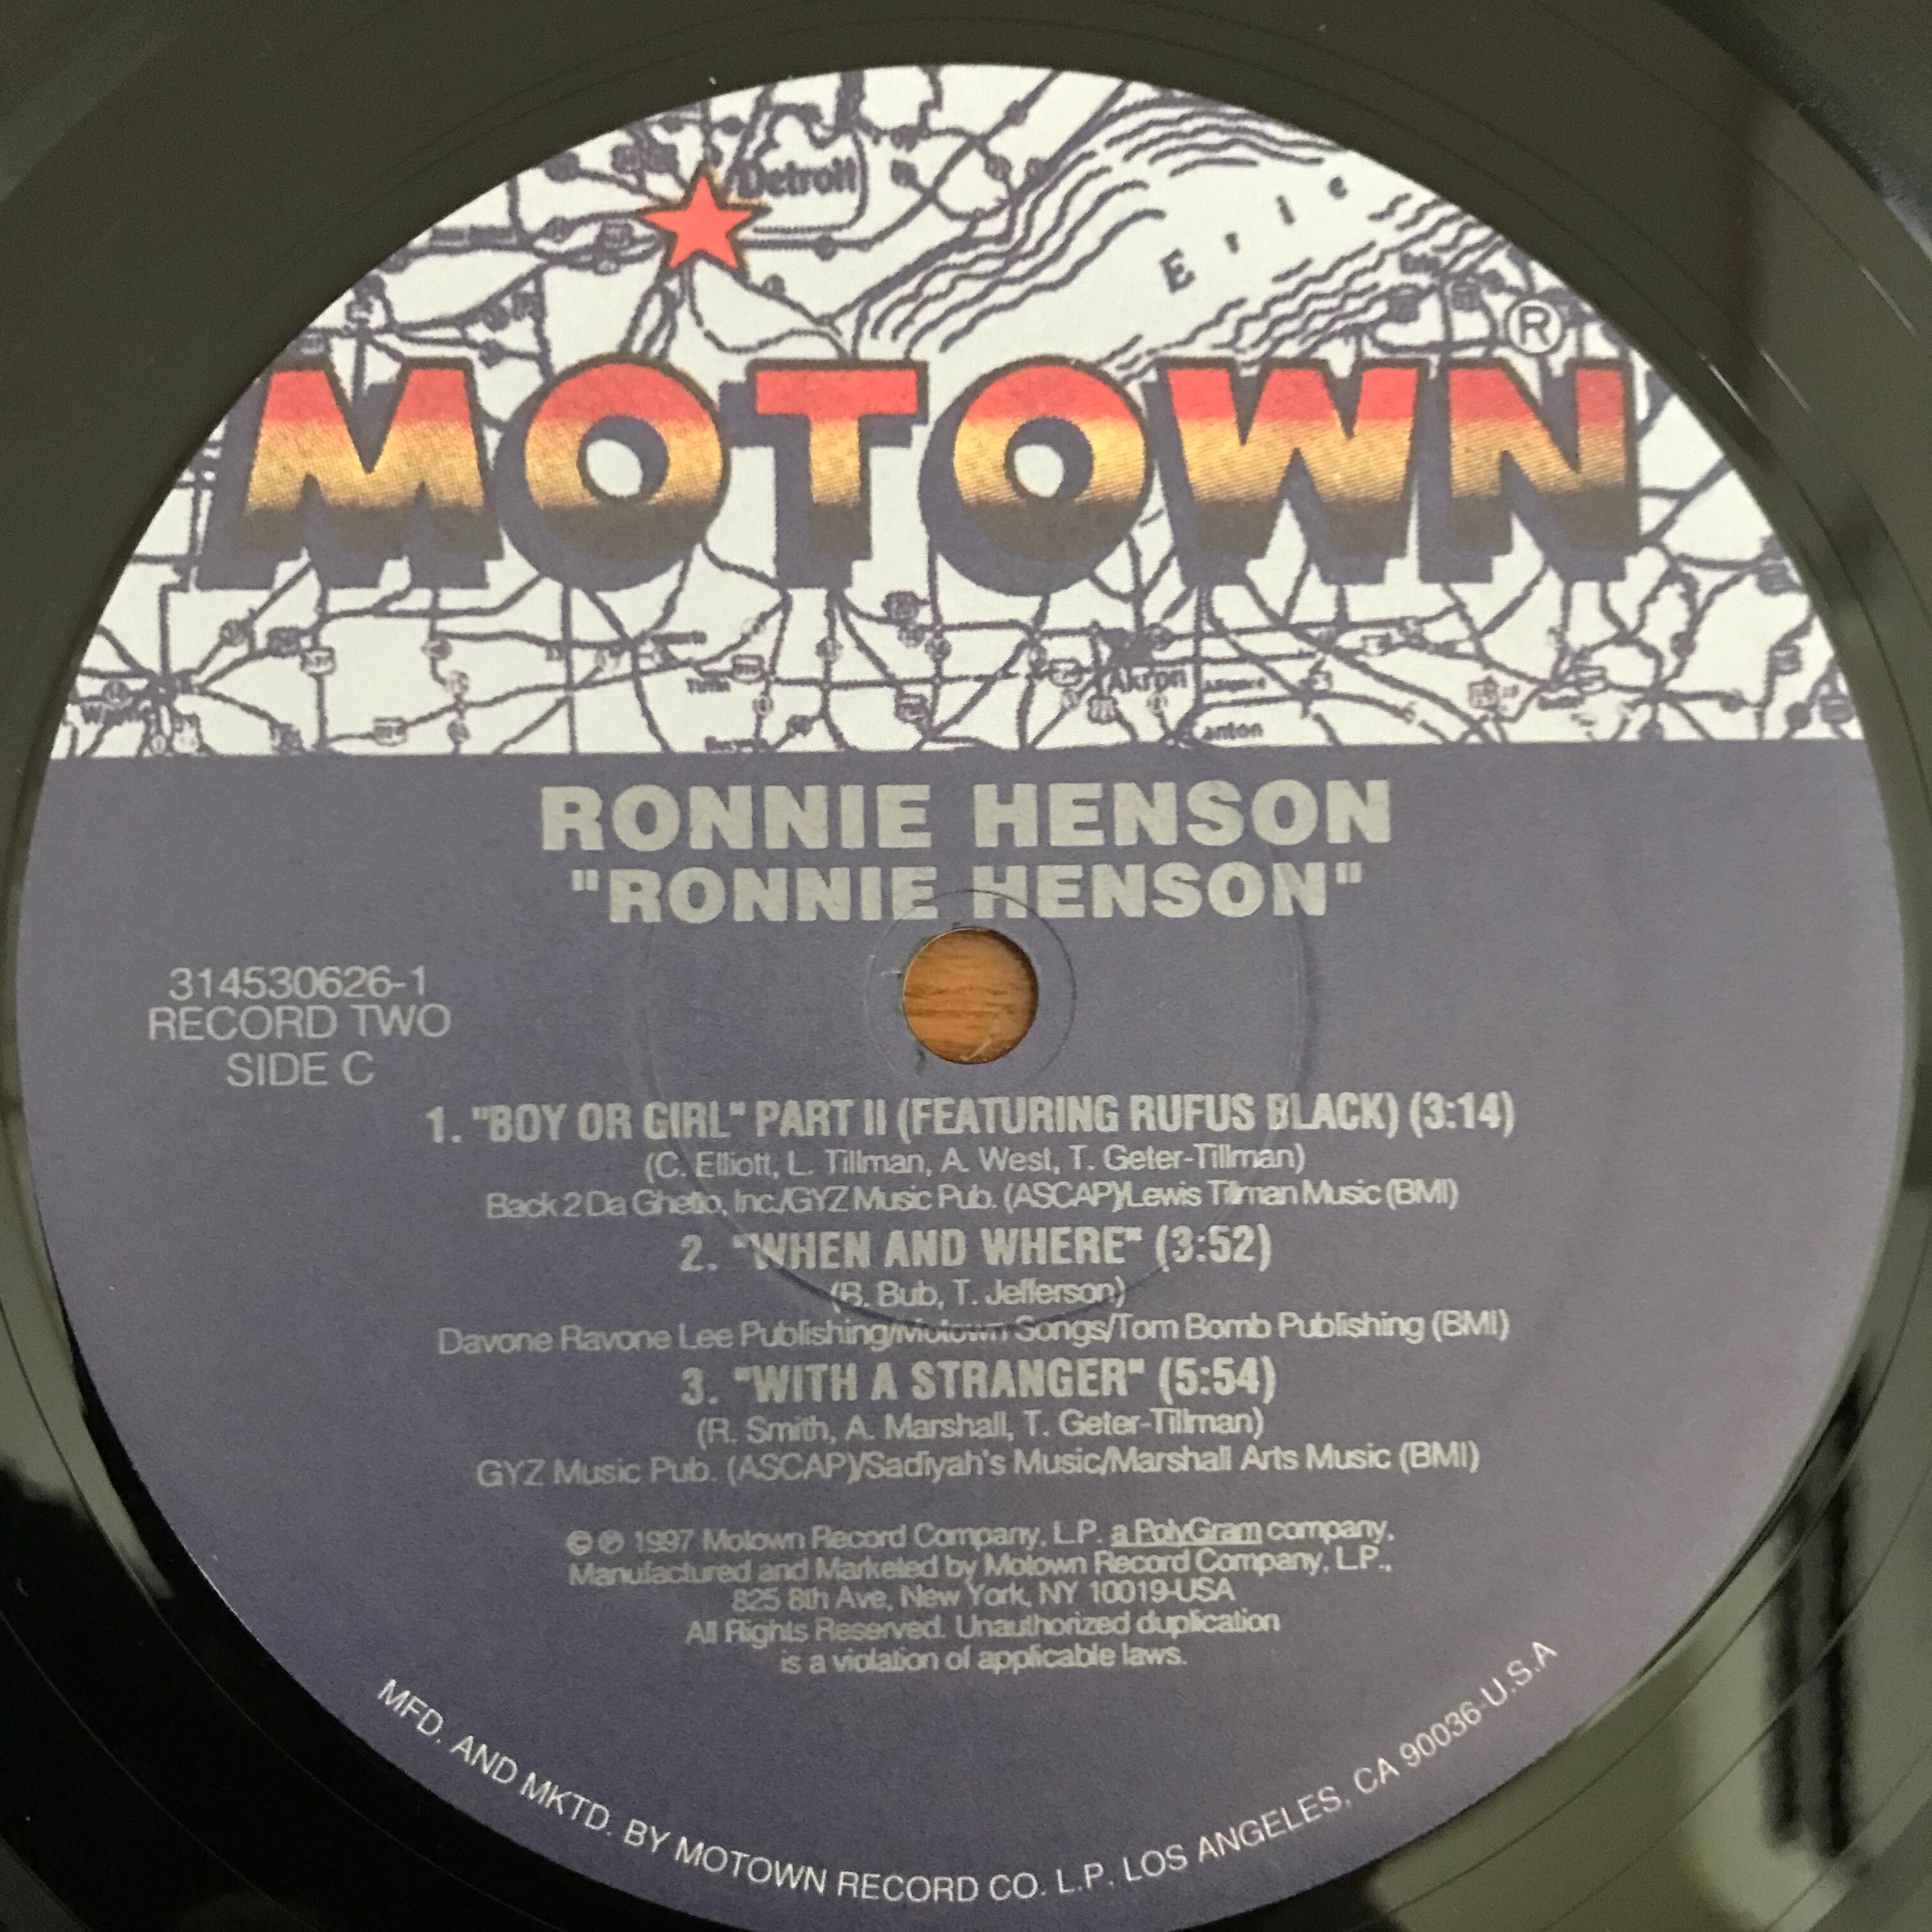 Detroit
Erie
MOTOWN®
Akron
anton
RONNIE HENSON
"RONNIE HENSON"
314530626-1
RECORD TWO
SIDE C
1. "BOY OR GIRL" PART II (FEATURING RUFUS BLACK) (3:14)
(C. Elliott, L. Tillman, A. West, T. Geter-Tillman)
Back 2 Da Ghetto, Inc./GYZ Music Pub. (ASCAP)/Lewis Tillman Music (BMI)
2. "WHEN AND WHERE" (3:52)
(B. Bub, T. Jefferson)
Davone Ravone Lee Publishing/Motown Songs/Tom Bomb Publishing (BMI)
3. "WITH A STRANGER" (5:54)
(R. Smith, A. Marshall, T. Geter-Tillman)
GYZ Music Pub. (ASCAP)/Sadiyah's Music/Marshall Arts Music (BMI)
© ℗ 1997 Motown Record Company, L.P. a PolyGram company,
Manufactured and Marketed by Motown Record Company, L.P.,
825 8th Ave, New York, NY 10019-USA
All Rights Reserved. Unauthorized duplication
is a violation of applicable laws.
MFD. AND MKTD. BY MOTOWN RECORD CO. L.P. LOS ANGELES, CA 90036-U.S.A